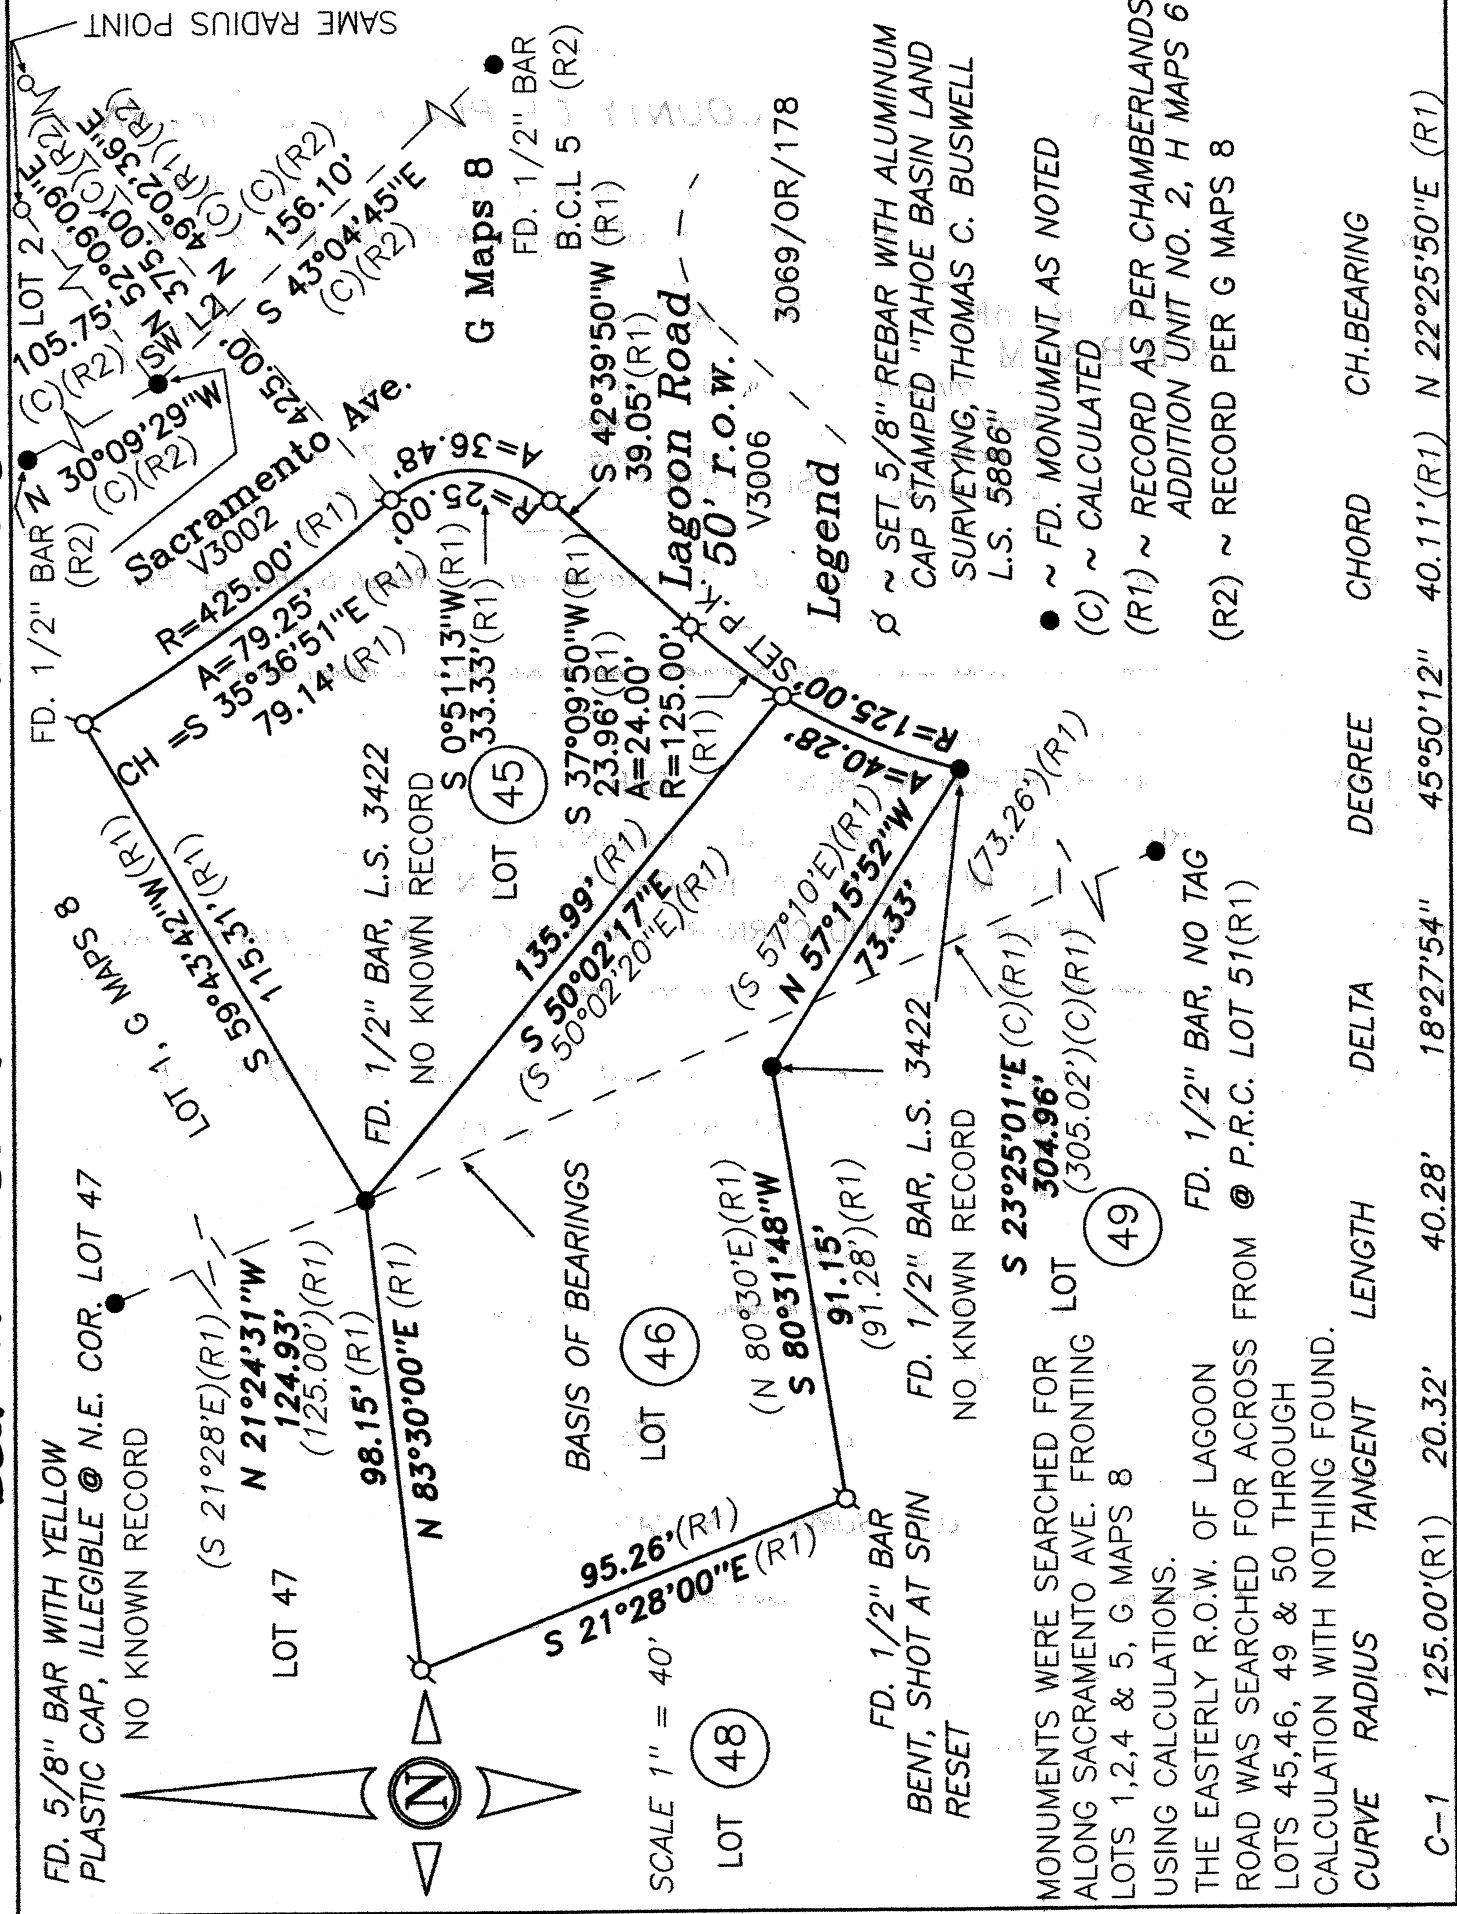 FD. 5/8" BAR WITH YELLOW
PLASTIC CAP, ILLEGIBLE @ N.E. COR. LOT 47
NO KNOWN RECORD
(S 21°28'E)(R1)
N 21°24'31"W
124.93'
(125.00')(R1)
LOT 47
98.15' (R1)
N 83°30'00"E (R1)
LOT 1, G MAPS 8
S 59°43'42"W (R1)
115.31' (R1)
FD. 1/2" BAR
(R2)
N 30°09'29"W
(C)(R2)
SAME RADIUS POINT
LOT 2
105.75'
(C)(R2)
N 52°09'09"E
375.00' (C)(R2)
N 49°02'36"E
(C)(R1)(R2)
SW L2
425.00'
(C)(R2)
156.10'
S 43°04'45"E
(C)(R2)
Sacramento Ave.
V3002
R=425.00' (R1)
A=79.25'
CH =S 35°36'51"E (R1)
79.14' (R1)
G Maps 8
FD. 1/2" BAR
B.C.L 5 (R2)
A=36.48'
R=25.00'
S 0°51'13"W(R1)
33.33'(R1)
S 42°39'50"W (R1)
39.05'(R1)
FD. 1/2" BAR, L.S. 3422
NO KNOWN RECORD
LOT 45
S 37°09'50"W(R1)
23.96'(R1)
A=24.00'
R=125.00'
(R1)
Lagoon Road
50' r.o.w.
V3006
3069/OR/178
SET P.K.
135.99' (R1)
S 50°02'17"E
(S 50°02'20"E)(R1)
R=125.00'
A=40.28'
BASIS OF BEARINGS
LOT 46
(S 57°10'E)(R1)
N 57°15'52"W
73.33'
(73.26')(R1)
(N 80°30'E)(R1)
S 80°31'48"W
91.15'
(91.28')(R1)
FD. 1/2" BAR, L.S. 3422
NO KNOWN RECORD
S 23°25'01"E (C)(R1)
304.96'
(305.02')(C)(R1)
LOT 49
FD. 1/2" BAR, NO TAG
@ P.R.C. LOT 51(R1)
95.26'(R1)
S 21°28'00"E (R1)
N
SCALE 1" = 40'
LOT 48
FD. 1/2" BAR
BENT, SHOT AT SPIN
RESET
Legend
~ SET 5/8" REBAR WITH ALUMINUM
CAP STAMPED "TAHOE BASIN LAND
SURVEYING, THOMAS C. BUSWELL
L.S. 5886"
~ FD. MONUMENT AS NOTED
(C) ~ CALCULATED
(R1) ~ RECORD AS PER CHAMBERLANDS
ADDITION UNIT NO. 2, H MAPS 6
(R2) ~ RECORD PER G MAPS 8
MONUMENTS WERE SEARCHED FOR
ALONG SACRAMENTO AVE. FRONTING
LOTS 1,2,4 & 5, G MAPS 8
USING CALCULATIONS.
THE EASTERLY R.O.W. OF LAGOON
ROAD WAS SEARCHED FOR ACROSS FROM
LOTS 45,46, 49 & 50 THROUGH
CALCULATION WITH NOTHING FOUND.
CURVE RADIUS TANGENT LENGTH DELTA DEGREE CHORD CH.BEARING
C-1 125.00'(R1) 20.32' 40.28' 18°27'54" 45°50'12" 40.11'(R1) N 22°25'50"E (R1)